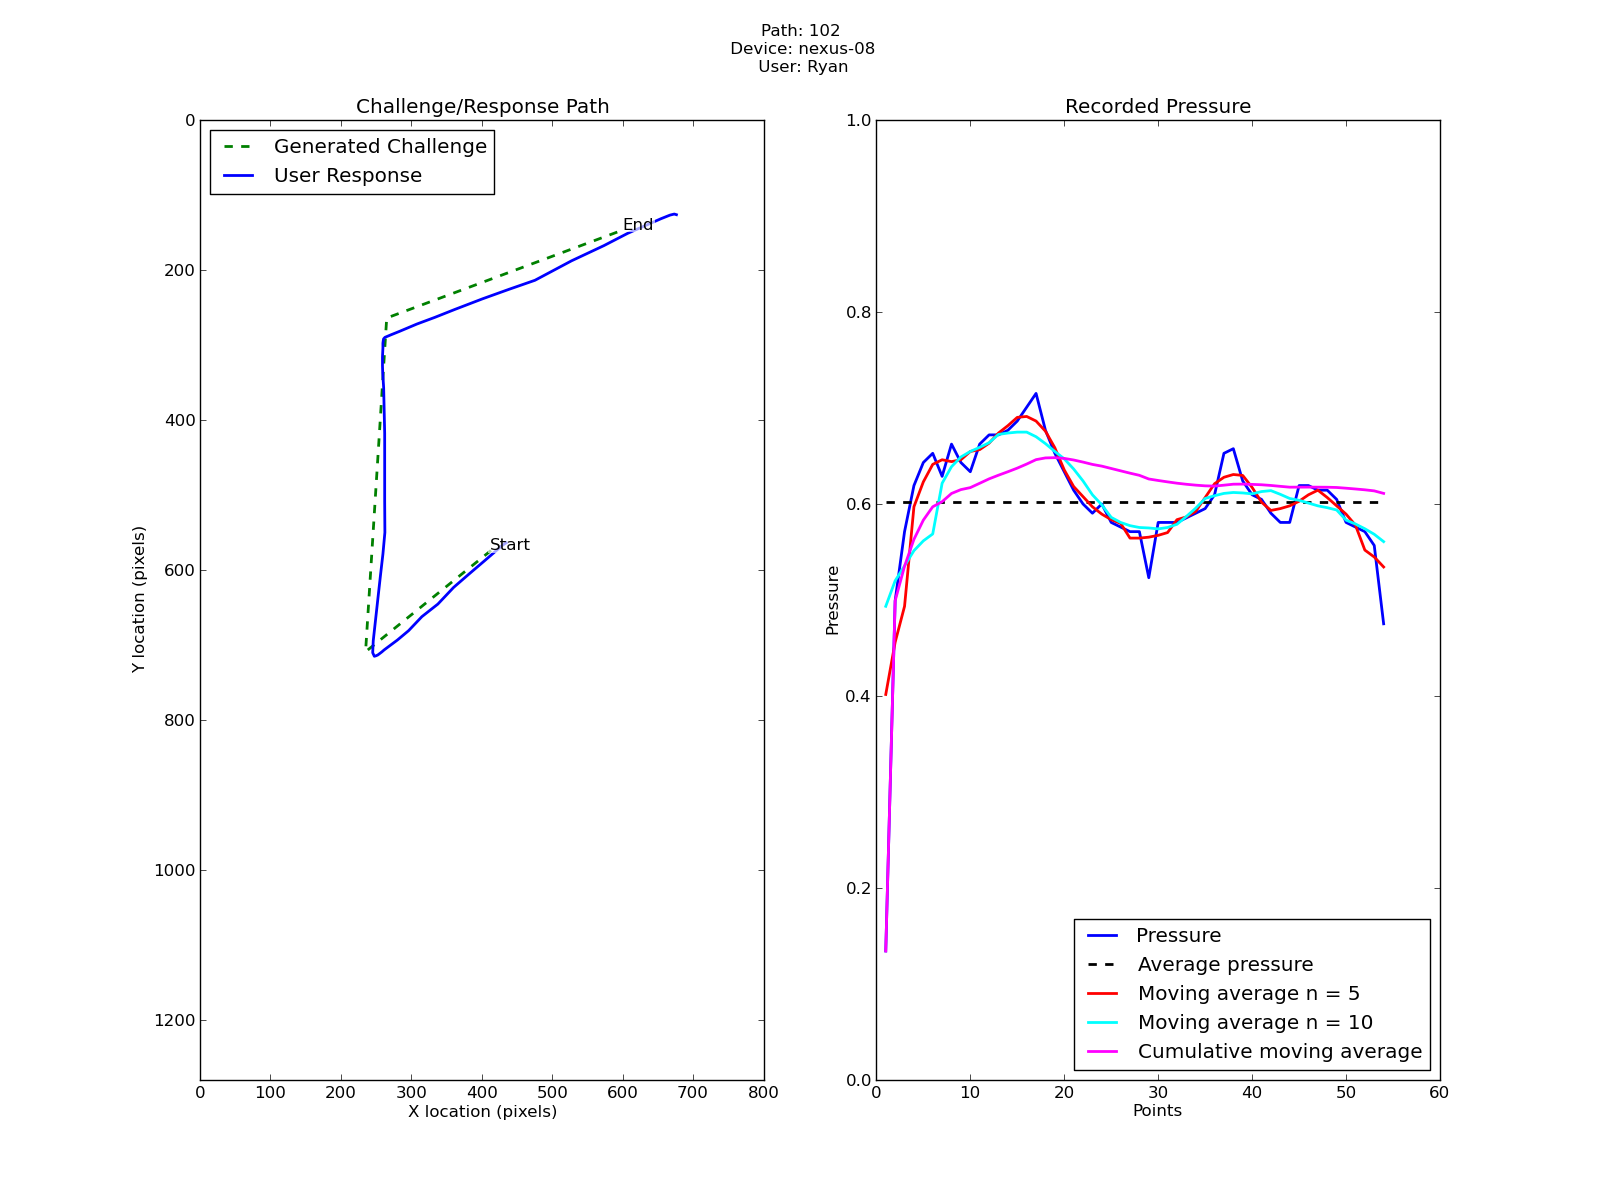 Path: 102
Device: nexus-08
User: Ryan
Challenge/Response Path
Generated Challenge
User Response
End
Start
0
200
400
600
800
1000
1200
Y location (pixels)
0 100 200 300 400 500 600 700 800
X location (pixels)
Recorded Pressure
1.0
0.8
0.6
0.4
0.2
0.0
Pressure
Pressure
Average pressure
Moving average n = 5
Moving average n = 10
Cumulative moving average
0 10 20 30 40 50 60
Points